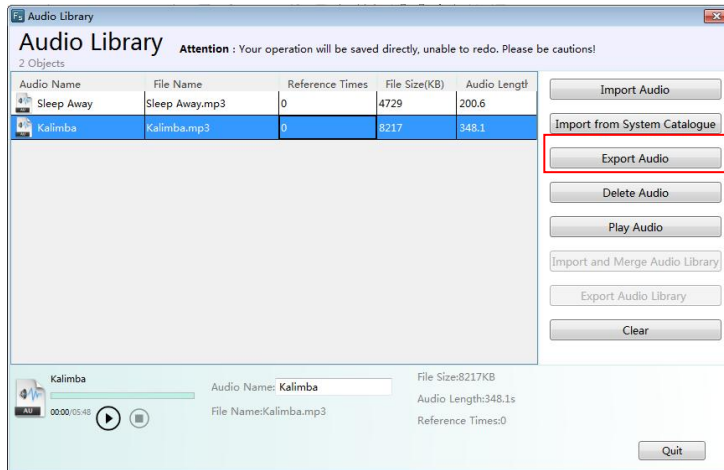 Fs Audio Library
Audio Library Attention : Your operation will be saved directly, unable to redo. Please be cautions!
2 Objects
Audio Name File Name Reference Times File Size(KB) Audio Lengtł
Sleep Away Sleep Away.mp3 0 4729 200.6
Kalimba Kalimba.mp3 0 8217 348.1
Import Audio
Import from System Catalogue
Export Audio
Delete Audio
Play Audio
Import and Merge Audio Library
Export Audio Library
Clear
Kalimba
AU 00:00/05:48
Audio Name: Kalimba
File Name:Kalimba.mp3
File Size:8217KB
Audio Length:348.1s
Reference Times:0
Quit